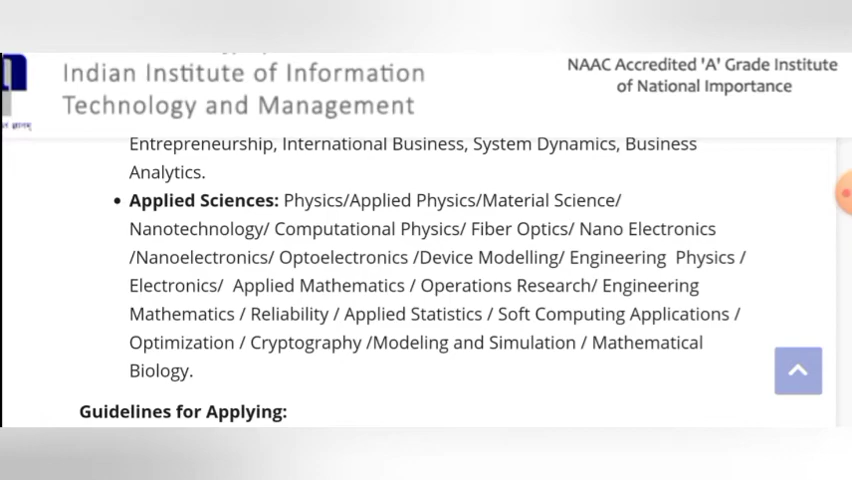 Indian Institute of Information
Technology and Management
NAAC Accredited 'A' Grade Institute
of National Importance
Entrepreneurship, International Business, System Dynamics, Business
Analytics.
• Applied Sciences: Physics/Applied Physics/Material Science/
Nanotechnology/ Computational Physics/ Fiber Optics/ Nano Electronics
/Nanoelectronics/ Optoelectronics /Device Modelling/ Engineering Physics /
Electronics/ Applied Mathematics / Operations Research/ Engineering
Mathematics / Reliability / Applied Statistics / Soft Computing Applications /
Optimization / Cryptography /Modeling and Simulation / Mathematical
Biology.
Guidelines for Applying: